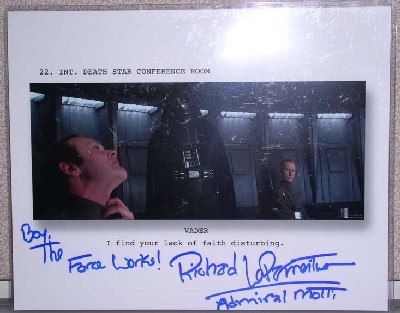 22. INT. DEATH STAR CONFERENCE ROOM
VADER
I find your lack of faith disturbing.
Boy,
The Force Works!
Richard LeParmentier
Admiral Motti